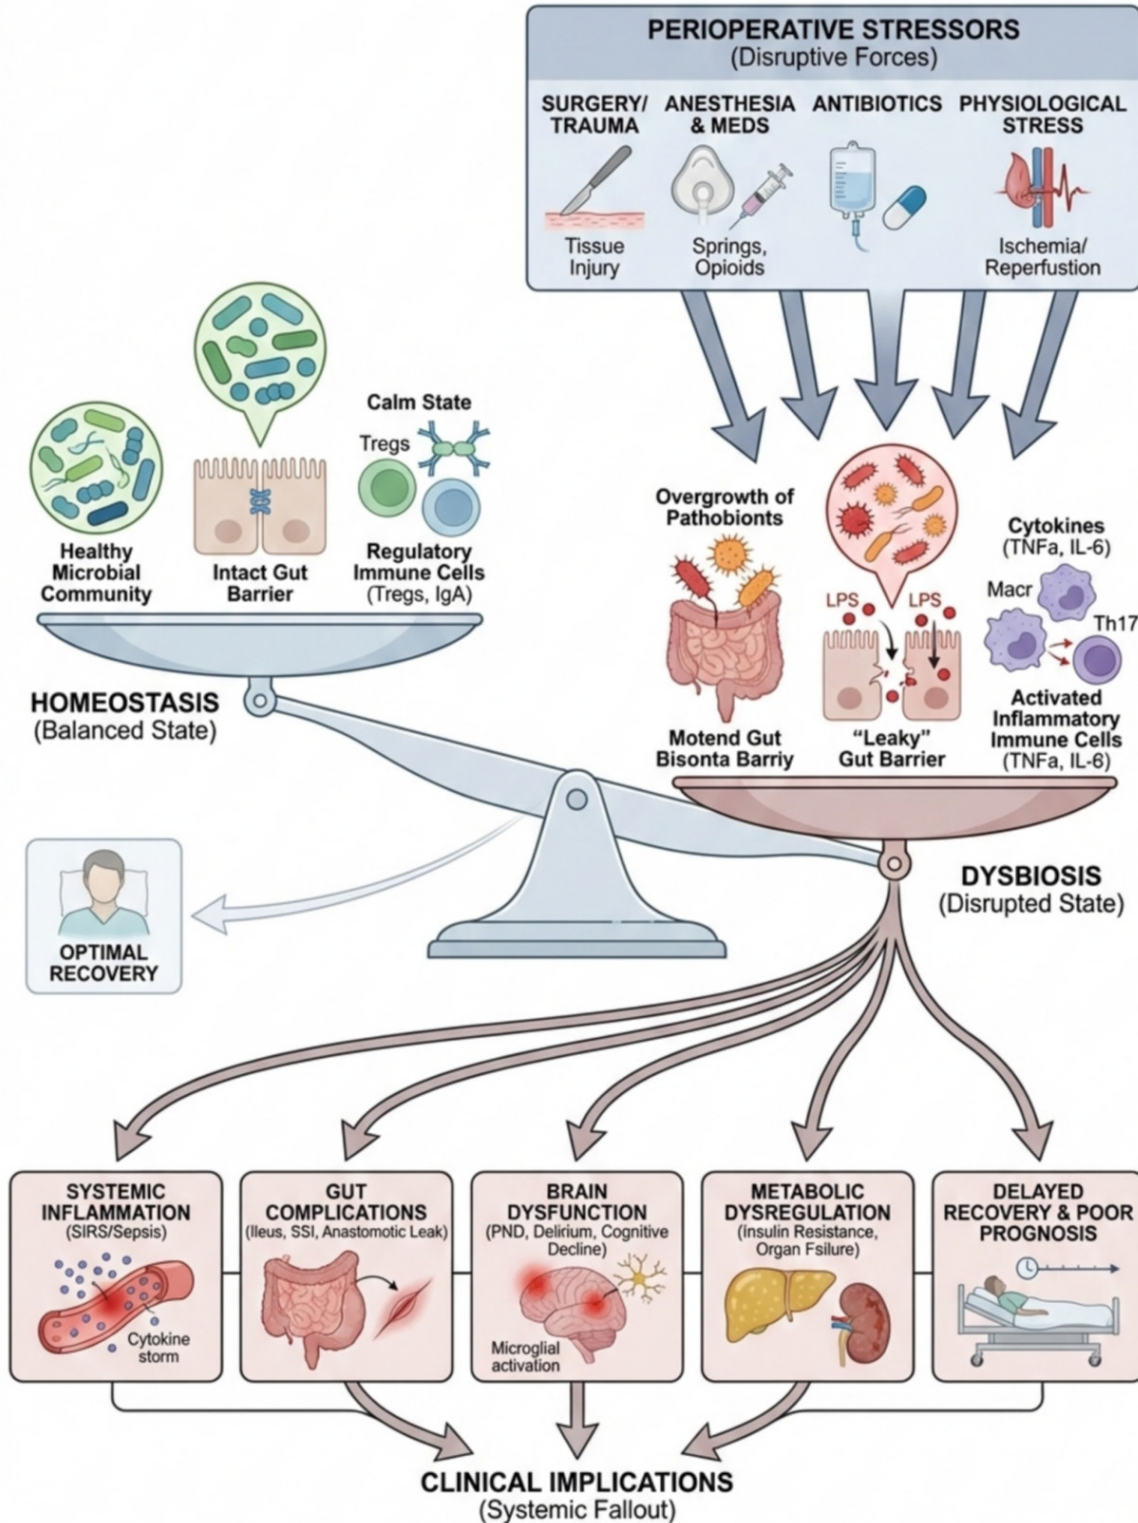 PERIOPERATIVE STRESSORS
(Disruptive Forces)
SURGERY/
TRAUMA
Tissue
Injury
ANESTHESIA
& MEDS
Springs,
Opioids
ANTIBIOTICS
PHYSIOLOGICAL
STRESS
Ischemia/
Reperfustion
Healthy
Microbial
Community
Intact Gut
Barrier
Calm State
Tregs
Regulatory
Immune Cells
(Tregs, IgA)
HOMEOSTASIS
(Balanced State)
Overgrowth of
Pathobionts
Motend Gut
Bisonta Barriy
LPS
LPS
“Leaky”
Gut Barrier
Cytokines
(TNFa, IL-6)
Macr
Th17
Activated
Inflammatory
Immune Cells
(TNFa, IL-6)
DYSBIOSIS
(Disrupted State)
OPTIMAL
RECOVERY
SYSTEMIC
INFLAMMATION
(SIRS/Sepsis)
Cytokine
storm
GUT
COMPLICATIONS
(Ileus, SSI, Anastomotic Leak)
BRAIN
DYSFUNCTION
(PND, Delirium, Cognitive
Decline)
Microglial
activation
METABOLIC
DYSREGULATION
(Insulin Resistance,
Organ Fsilure)
DELAYED
RECOVERY & POOR
PROGNOSIS
CLINICAL IMPLICATIONS
(Systemic Fallout)